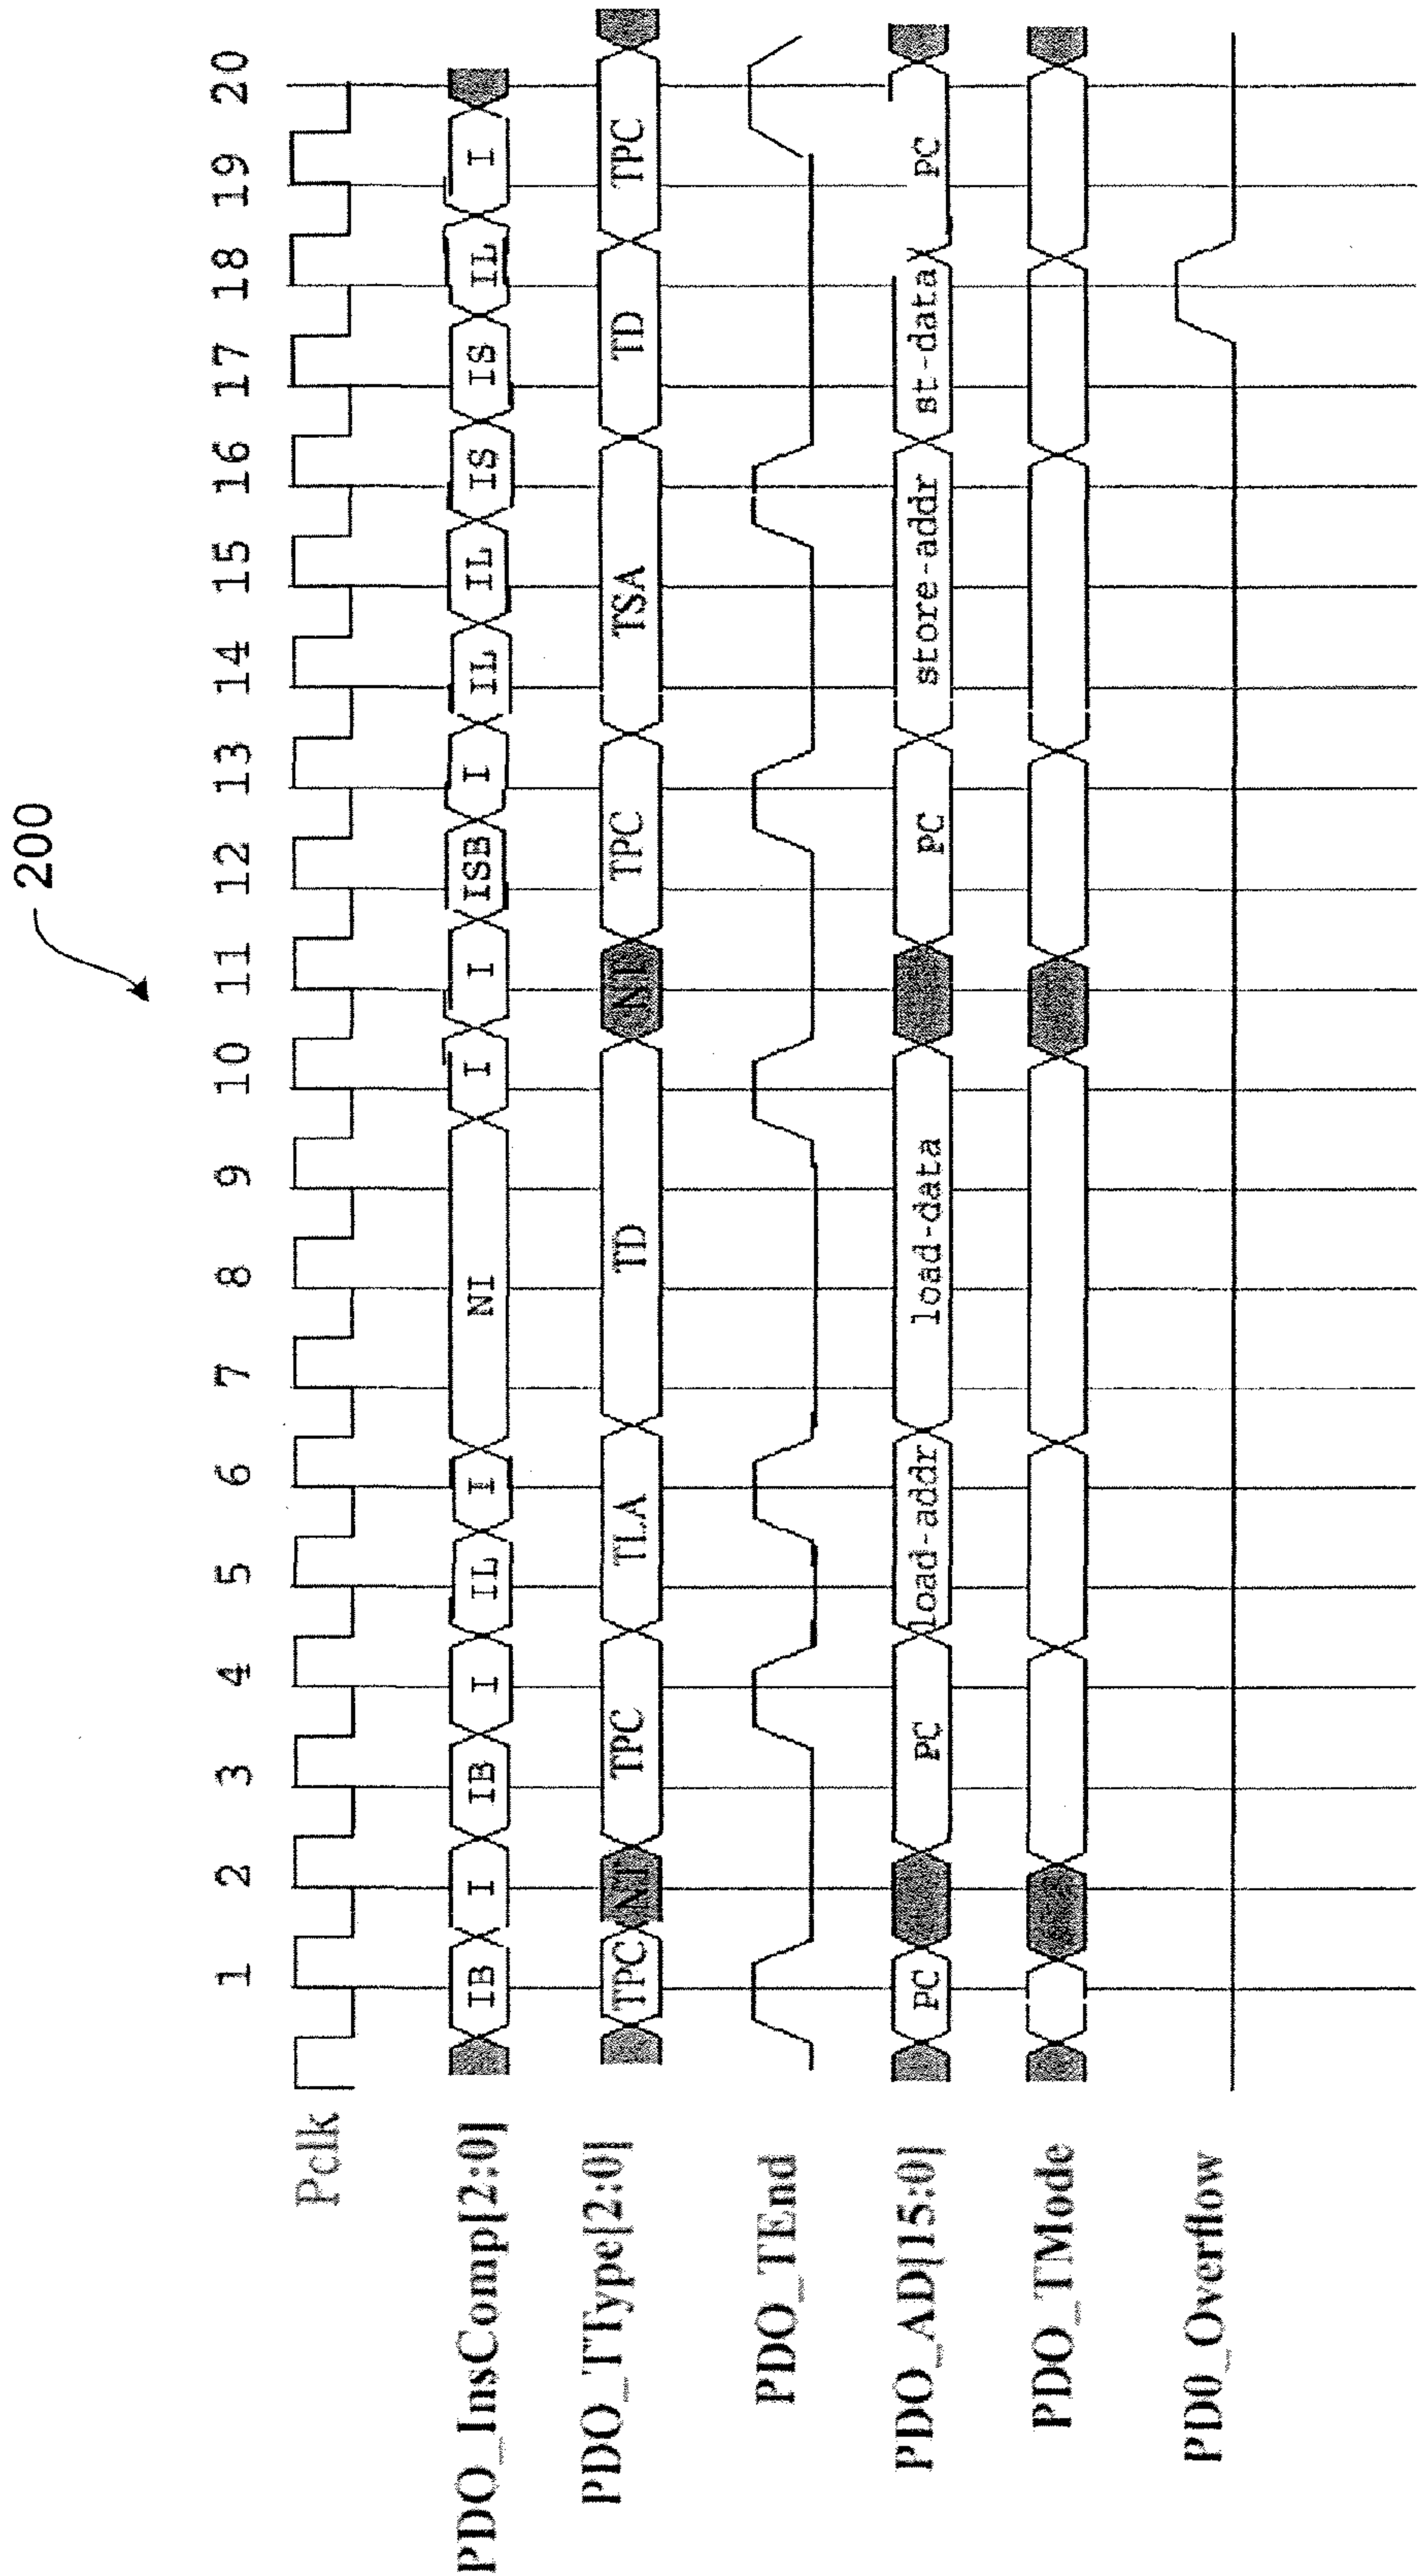 200
1 2 3 4 5 6 7 8 9 10 11 12 13 14 15 16 17 18 19 20
Pclk
PDO_InsComp[2:0] IB I IB I IL I NI I I ISB I IL IL IS IS IL I
PDO_TType[2:0] TPC NT TPC TLA TD NT TPC TSA TD TPC
PDO_TEnd
PDO_AD[15:0] PC PC load-addr load-data PC store-addr st-data PC
PDO_TMode
PD0_Overflow